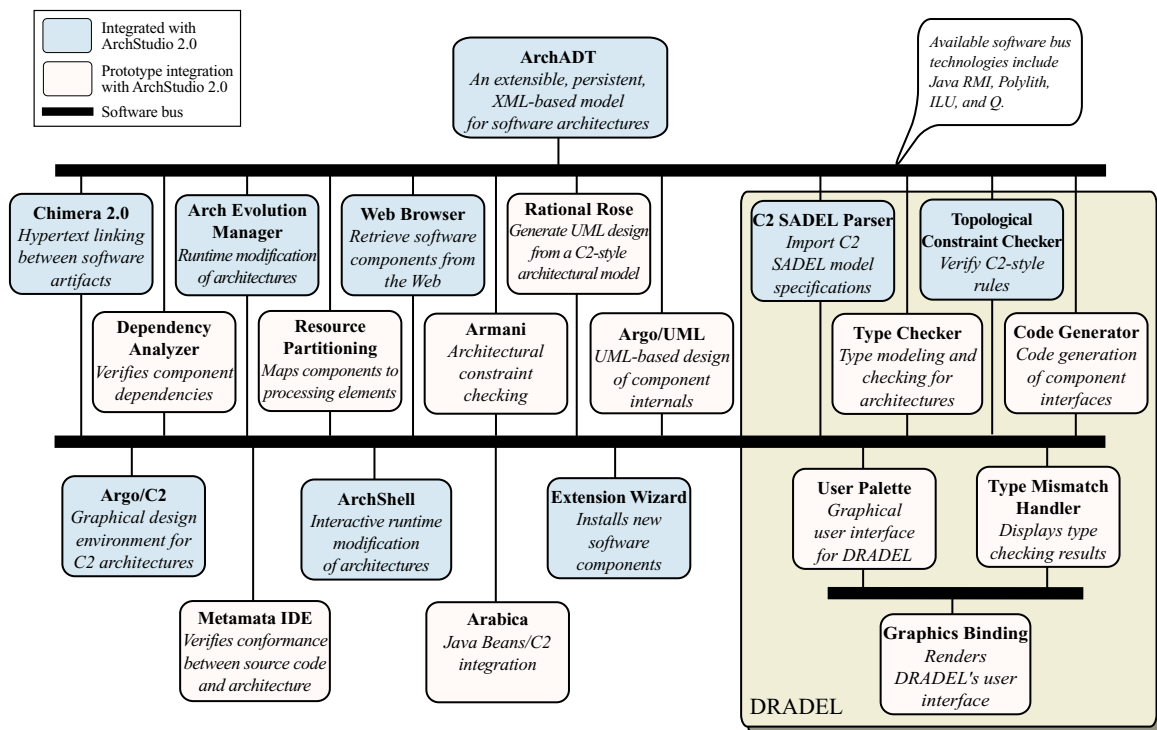 Integrated with
ArchStudio 2.0
Prototype integration
with ArchStudio 2.0
Software bus
ArchADT
An extensible, persistent,
XML-based model
for software architectures
Available software bus
technologies include
Java RMI, Polylith,
ILU, and Q.
Chimera 2.0
Hypertext linking
between software
artifacts
Arch Evolution
Manager
Runtime modification
of architectures
Web Browser
Retrieve software
components from
the Web
Rational Rose
Generate UML design
from a C2-style
architectural model
C2 SADEL Parser
Import C2
SADEL model
specifications
Topological
Constraint Checker
Verify C2-style
rules
Dependency
Analyzer
Verifies component
dependencies
Resource
Partitioning
Maps components to
processing elements
Armani
Architectural
constraint
checking
Argo/UML
UML-based design
of component
internals
Type Checker
Type modeling and
checking for
architectures
Code Generator
Code generation
of component
interfaces
Argo/C2
Graphical design
environment for
C2 architectures
ArchShell
Interactive runtime
modification
of architectures
Extension Wizard
Installs new
software
components
User Palette
Graphical
user interface
for DRADEL
Type Mismatch
Handler
Displays type
checking results
Metamata IDE
Verifies conformance
between source code
and architecture
Arabica
Java Beans/C2
integration
Graphics Binding
Renders
DRADEL's user
interface
DRADEL